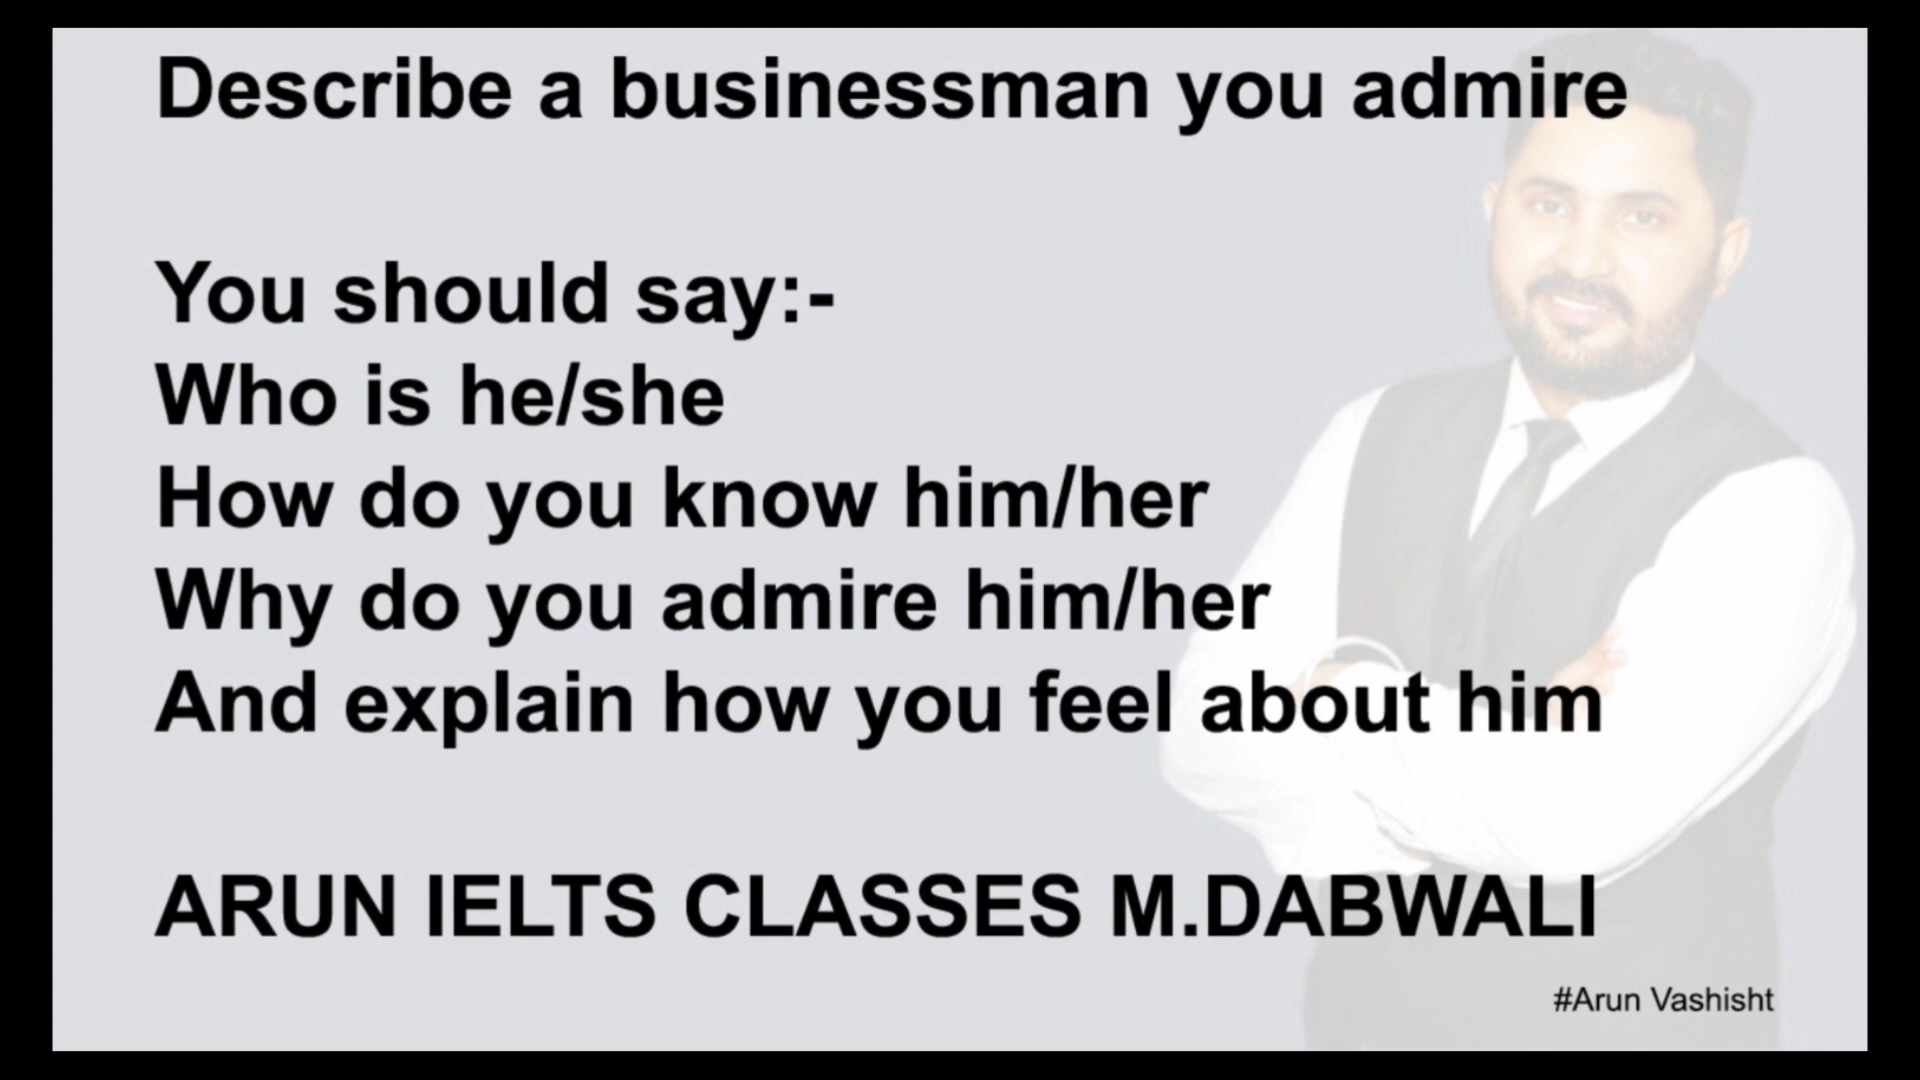 Describe a businessman you admire
You should say:-
Who is he/she
How do you know him/her
Why do you admire him/her
And explain how you feel about him
ARUN IELTS CLASSES M.DABWALI
#Arun Vashisht